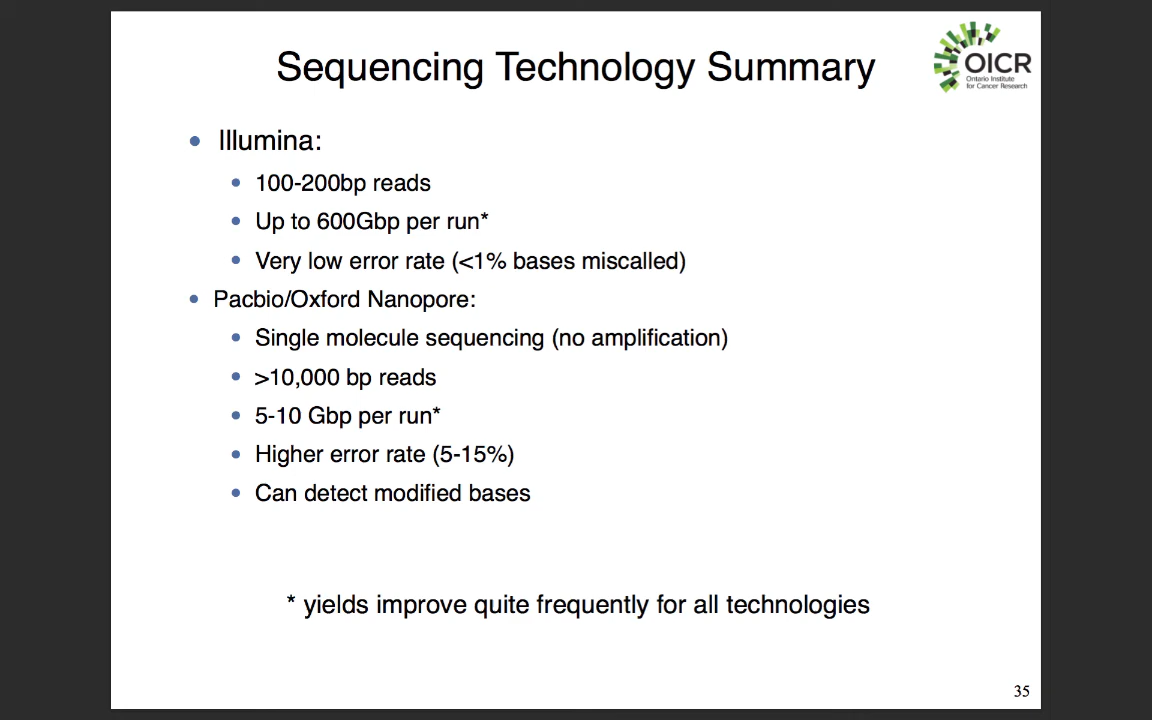 Sequencing Technology Summary
OICR
Ontario Institute
for Cancer Research
• Illumina:
• 100-200bp reads
• Up to 600Gbp per run*
• Very low error rate (<1% bases miscalled)
• Pacbio/Oxford Nanopore:
• Single molecule sequencing (no amplification)
• >10,000 bp reads
• 5-10 Gbp per run*
• Higher error rate (5-15%)
• Can detect modified bases
* yields improve quite frequently for all technologies
35